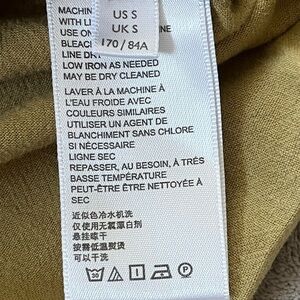 US S
UK S
170 / 84A
MACHIN
WITH L
USE ON
BLEAC
LINE DR
LOW IRON AS NEEDED
MAY BE DRY CLEANED
LAVER À LA MACHINE À
L'EAU FROIDE AVEC
COULEURS SIMILAIRES
UTILISER UN AGENT DE
BLANCHIMENT SANS CHLORE
SI NÉCESSAIRE
LIGNE SEC
REPASSER, AU BESOIN, À TRÈS
BASSE TEMPÉRATURE
PEUT-ÊTRE ÊTRE NETTOYÉE À
SEC
近似色冷水机洗
仅使用无氯漂白剂
悬挂晾干
按需低温熨烫
可以干洗
30
P